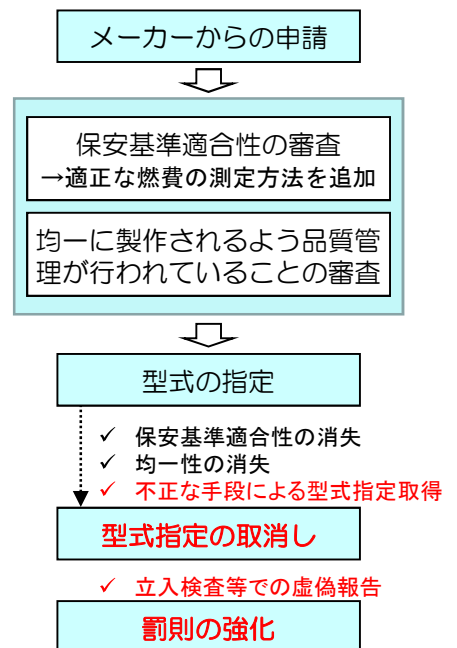 メーカーからの申請
保安基準適合性の審査
→適正な燃費の測定方法を追加
均一に製作されるよう品質管
理が行われていることの審査
型式の指定
✓ 保安基準適合性の消失
✓ 均一性の消失
✓ 不正な手段による型式指定取得
型式指定の取消し
✓ 立入検査等での虚偽報告
罰則の強化